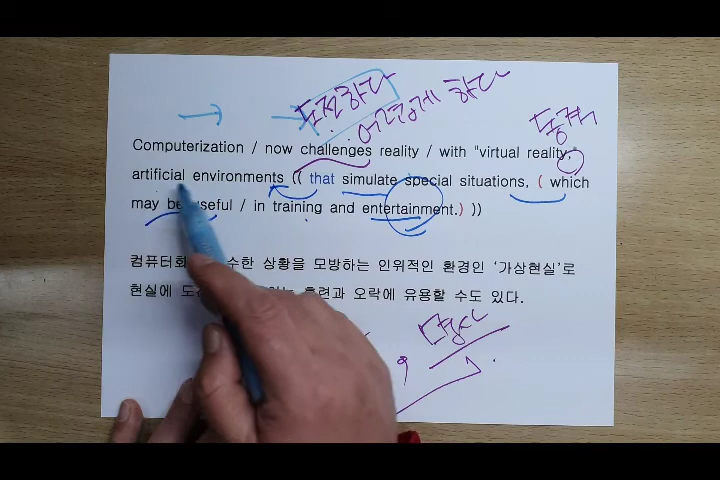 도전하다
어렵게 하다
동격
Computerization / now challenges reality / with "virtual reality,"
artificial environments (( that simulate special situations, ( which
may be useful / in training and entertainment.) ))
컴퓨터화 수한 상황을 모방하는 인위적인 환경인 '가상현실'로
현실에 도전 훈련과 오락에 유용할 수도 있다.